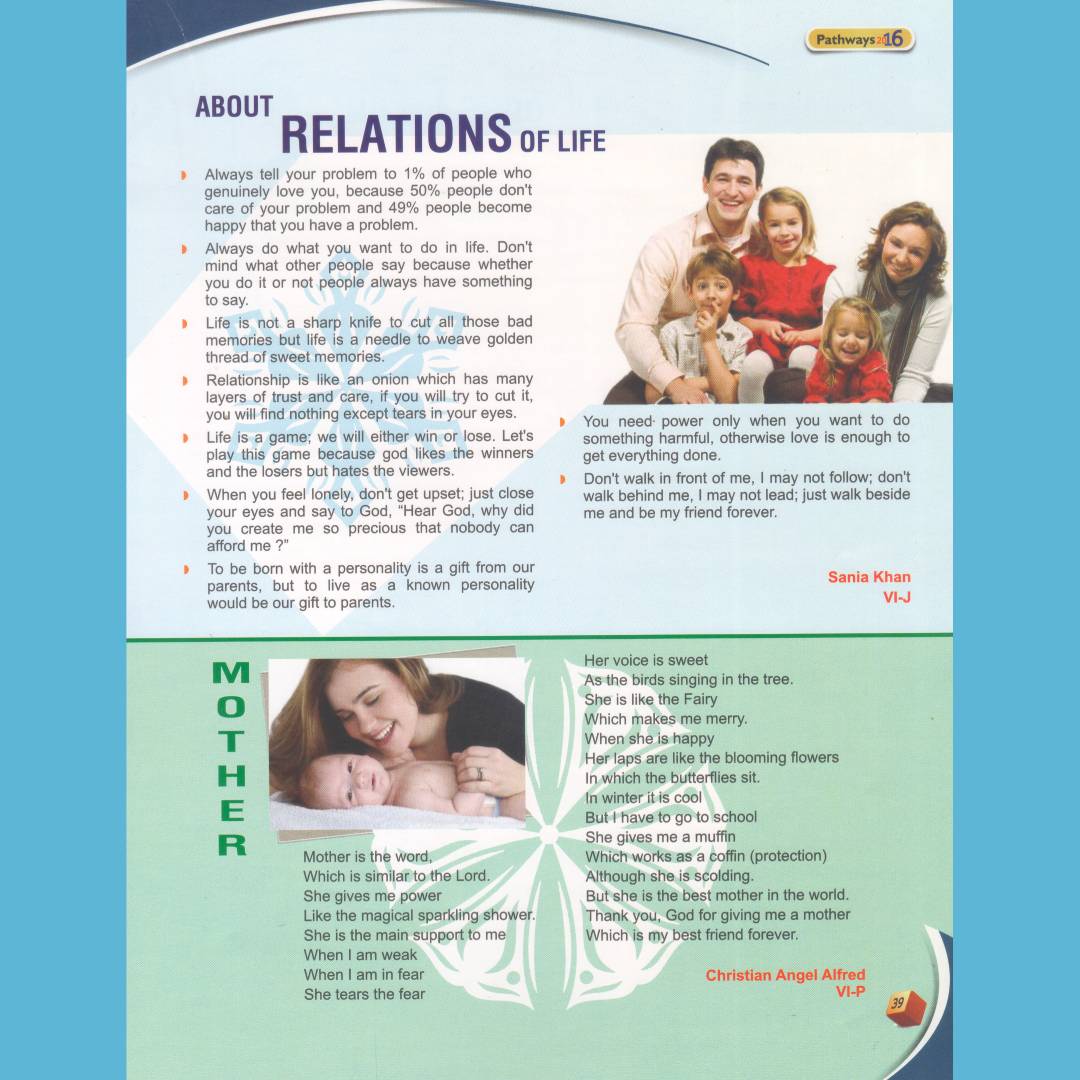 Pathways 2016
ABOUT
RELATIONS OF LIFE
Always tell your problem to 1% of people who
genuinely love you, because 50% people don't
care of your problem and 49% people become
happy that you have a problem.
Always do what you want to do in life. Don't
mind what other people say because whether
you do it or not people always have something
to say.
Life is not a sharp knife to cut all those bad
memories but life is a needle to weave golden
thread of sweet memories.
Relationship is like an onion which has many
layers of trust and care, if you will try to cut it,
you will find nothing except tears in your eyes.
Life is a game; we will either win or lose. Let's
play this game because god likes the winners
and the losers but hates the viewers.
When you feel lonely, don't get upset; just close
your eyes and say to God, “Hear God, why did
you create me so precious that nobody can
afford me ?”
To be born with a personality is a gift from our
parents, but to live as a known personality
would be our gift to parents.
You need power only when you want to do
something harmful, otherwise love is enough to
get everything done.
Don't walk in front of me, I may not follow; don't
walk behind me, I may not lead; just walk beside
me and be my friend forever.
Sania Khan
VI-J
MOTHER
Mother is the word,
Which is similar to the Lord.
She gives me power
Like the magical sparkling shower.
She is the main support to me
When I am weak
When I am in fear
She tears the fear
Her voice is sweet
As the birds singing in the tree.
She is like the Fairy
Which makes me merry.
When she is happy
Her laps are like the blooming flowers
In which the butterflies sit.
In winter it is cool
But I have to go to school
She gives me a muffin
Which works as a coffin (protection)
Although she is scolding.
But she is the best mother in the world.
Thank you, God for giving me a mother
Which is my best friend forever.
Christian Angel Alfred
VI-P
39